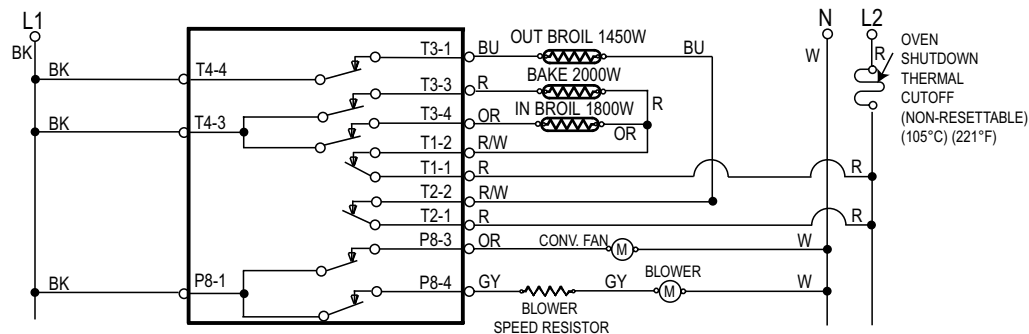 L1
BK
BK
T4-4
BK
T4-3
BK
P8-1
T3-1
BU
OUT BROIL 1450W
BU
T3-3
R
BAKE 2000W
R
T3-4
OR
IN BROIL 1800W
OR
T1-2
R/W
T1-1
R
R
T2-2
R/W
T2-1
R
R
P8-3
OR
CONV. FAN
M
W
P8-4
GY
GY
BLOWER
M
W
BLOWER
SPEED RESISTOR
N
W
L2
R
OVEN
SHUTDOWN
THERMAL
CUTOFF
(NON-RESETTABLE)
(105°C) (221°F)